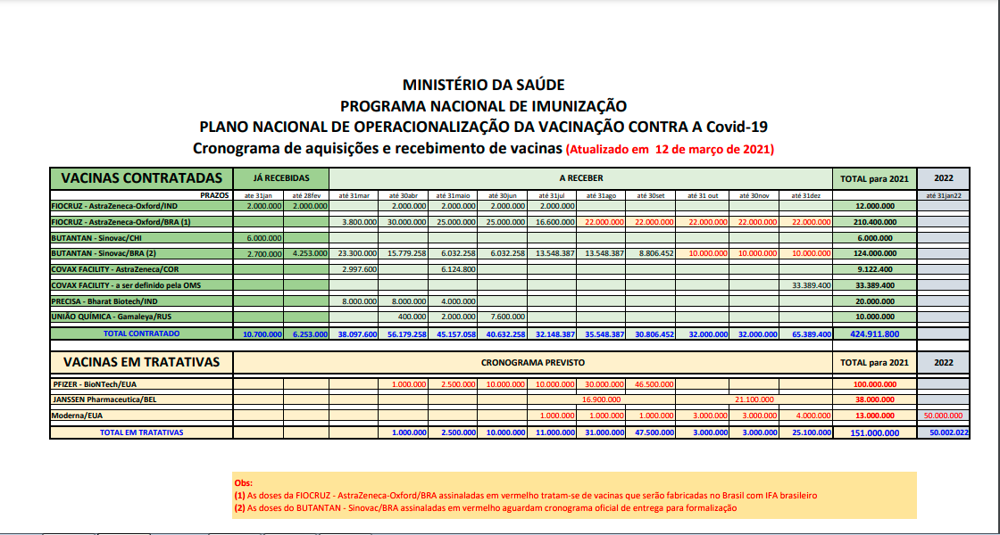 MINISTÉRIO DA SAÚDE
PROGRAMA NACIONAL DE IMUNIZAÇÃO
PLANO NACIONAL DE OPERACIONALIZAÇÃO DA VACINAÇÃO CONTRA A Covid-19
Cronograma de aquisições e recebimento de vacinas (Atualizado em 12 de março de 2021)
VACINAS CONTRATADAS JÁ RECEBIDAS A RECEBER TOTAL para 2021 2022
PRAZOS até 31jan até 28fev até 31mar até 30abr até 31maio até 30jun até 31jul até 31ago até 30set até 31 out até 30nov até 31dez até 31jan22
FIOCRUZ - AstraZeneca-Oxford/IND 2.000.000 2.000.000 2.000.000 2.000.000 2.000.000 2.000.000 12.000.000
FIOCRUZ - AstraZeneca-Oxford/BRA (1) 3.800.000 30.000.000 25.000.000 25.000.000 16.600.000 22.000.000 22.000.000 22.000.000 22.000.000 22.000.000 210.400.000
BUTANTAN - Sinovac/CHI 6.000.000 6.000.000
BUTANTAN - Sinovac/BRA (2) 2.700.000 4.253.000 23.300.000 15.779.258 6.032.258 6.032.258 13.548.387 13.548.387 8.806.452 10.000.000 10.000.000 10.000.000 124.000.000
COVAX FACILITY - AstraZeneca/COR 2.997.600 6.124.800 9.122.400
COVAX FACILITY - a ser definido pela OMS 33.389.400 33.389.400
PRECISA - Bharat Biotech/IND 8.000.000 8.000.000 4.000.000 20.000.000
UNIÃO QUÍMICA - Gamaleya/RUS 400.000 2.000.000 7.600.000 10.000.000
TOTAL CONTRATADO 10.700.000 6.253.000 38.097.600 56.179.258 45.157.058 40.632.258 32.148.387 35.548.387 30.806.452 32.000.000 32.000.000 65.389.400 424.911.800
VACINAS EM TRATATIVAS CRONOGRAMA PREVISTO TOTAL para 2021 2022
PFIZER - BioNTech/EUA 1.000.000 2.500.000 10.000.000 10.000.000 30.000.000 46.500.000 100.000.000
JANSSEN Pharmaceutica/BEL 16.900.000 21.100.000 38.000.000
Moderna/EUA 1.000.000 1.000.000 1.000.000 3.000.000 3.000.000 4.000.000 13.000.000 50.000.000
TOTAL EM TRATATIVAS 1.000.000 2.500.000 10.000.000 11.000.000 31.000.000 47.500.000 3.000.000 3.000.000 25.100.000 151.000.000 50.002.022
Obs:
(1) As doses da FIOCRUZ - AstraZeneca-Oxford/BRA assinaladas em vermelho tratam-se de vacinas que serão fabricadas no Brasil com IFA brasileiro
(2) As doses do BUTANTAN - Sinovac/BRA assinaladas em vermelho aguardam cronograma oficial de entrega para formalização